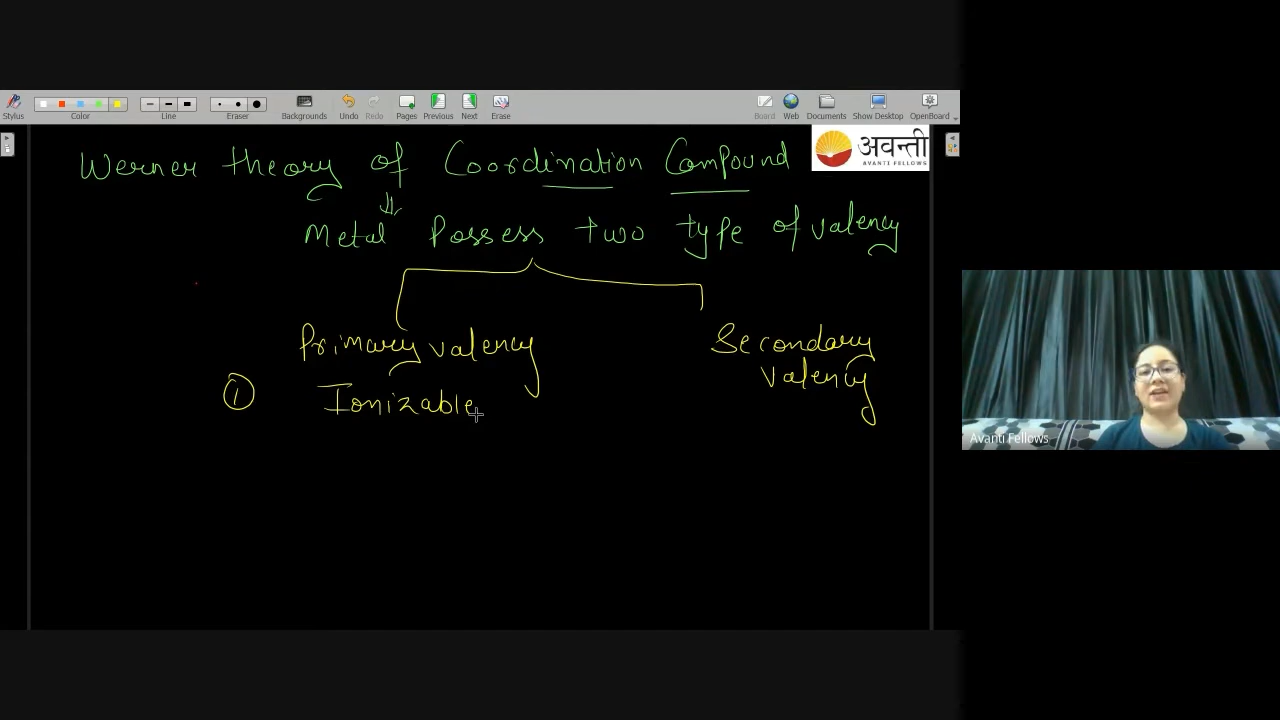 Stylus
Color
Line
Eraser
Backgrounds
Undo
Redo
Pages
Previous
Next
Erase
Board
Web
Documents
Show Desktop
OpenBoard
Werner theory of Coordination Compound
अवन्ती
AVANTI FELLOWS
⇓
Metal Possess two type of valency
Primary valency
Secondary
valency
① Ionizable
Avanti Fellows